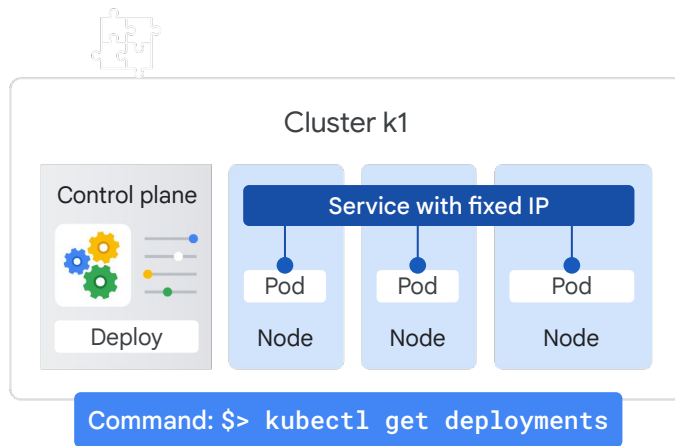 Cluster k1
Control plane
Deploy
Service with fixed IP
Pod
Pod
Pod
Node
Node
Node
Command: $> kubectl get deployments